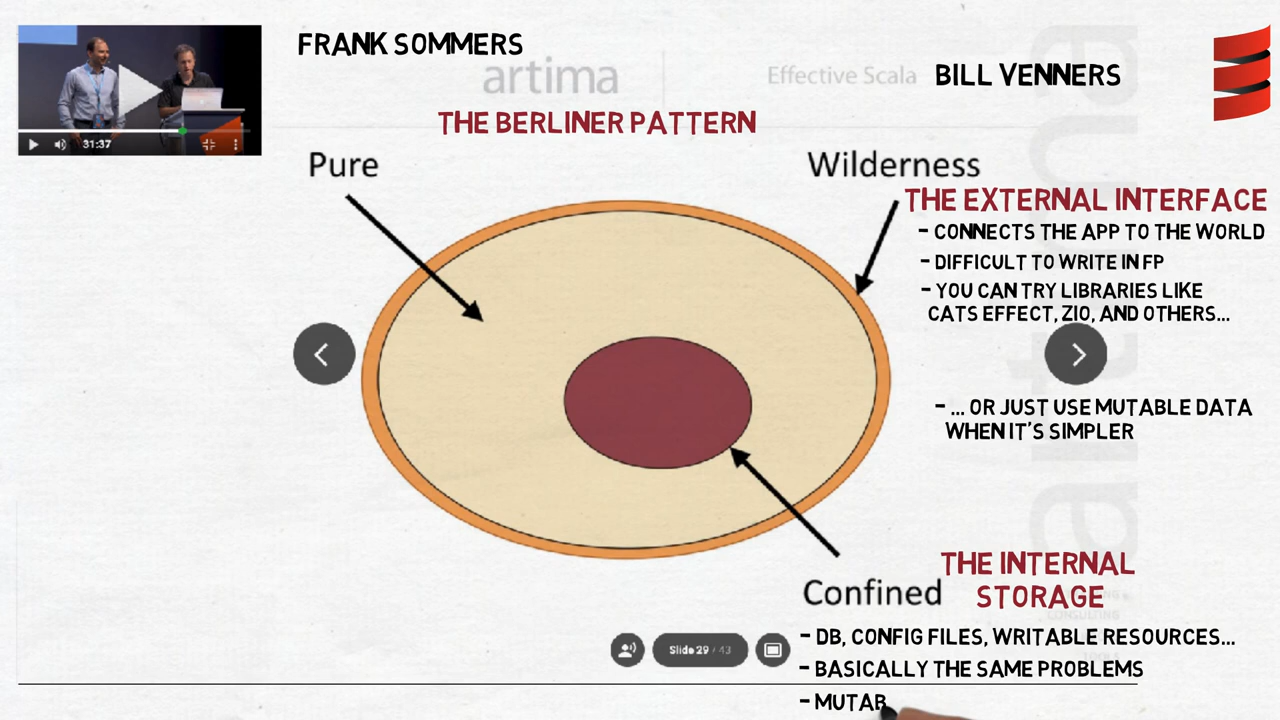 FRANK SOMMERS
artima
Effective Scala
BILL VENNERS
THE BERLINER PATTERN
31:37
Pure
Wilderness
THE EXTERNAL INTERFACE
- CONNECTS THE APP TO THE WORLD
- DIFFICULT TO WRITE IN FP
- YOU CAN TRY LIBRARIES LIKE
CATS EFFECT, ZIO, AND OTHERS...
- ... OR JUST USE MUTABLE DATA
WHEN IT'S SIMPLER
THE INTERNAL
STORAGE
Confined
- DB, CONFIG FILES, WRITABLE RESOURCES...
Slide 29 / 43
- BASICALLY THE SAME PROBLEMS
- MUTAB
artima
CONSULTING